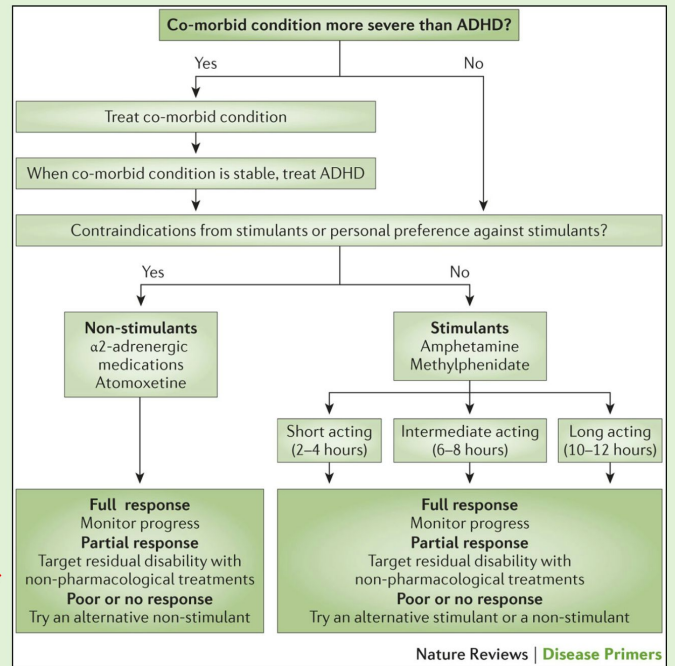 Co-morbid condition more severe than ADHD?
Yes
No
Treat co-morbid condition
When co-morbid condition is stable, treat ADHD
Contraindications from stimulants or personal preference against stimulants?
Yes
No
Non-stimulants
α2-adrenergic
medications
Atomoxetine
Stimulants
Amphetamine
Methylphenidate
Short acting
(2–4 hours)
Intermediate acting
(6–8 hours)
Long acting
(10–12 hours)
Full response
Monitor progress
Partial response
Target residual disability with
non-pharmacological treatments
Poor or no response
Try an alternative non-stimulant
Full response
Monitor progress
Partial response
Target residual disability with
non-pharmacological treatments
Poor or no response
Try an alternative stimulant or a non-stimulant
Nature Reviews | Disease Primers